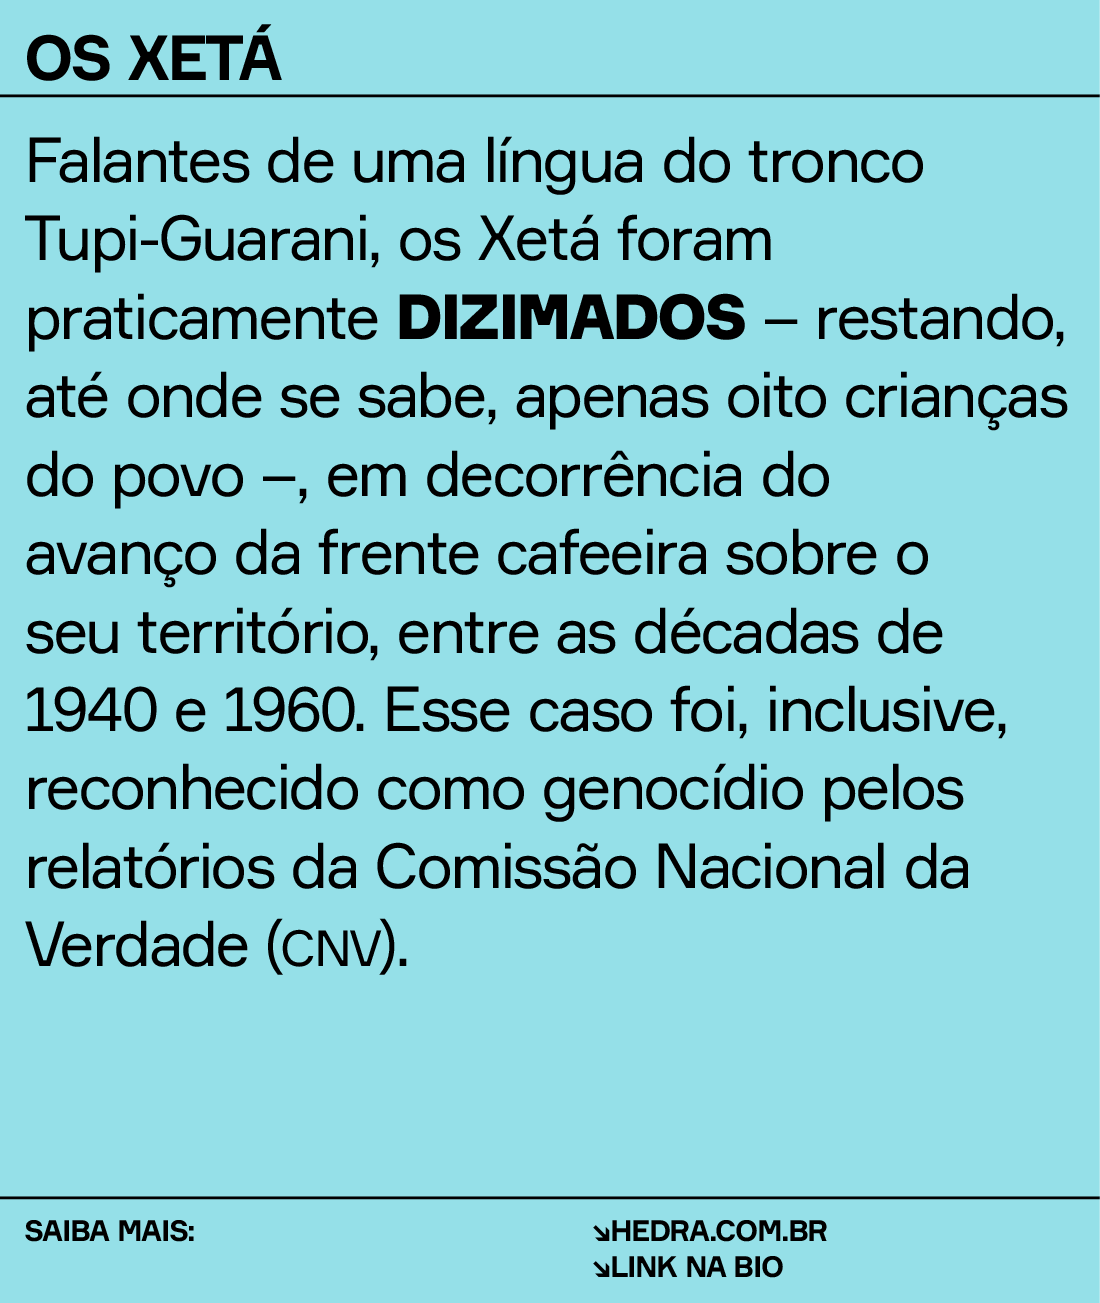 OS XETÁ
Falantes de uma língua do tronco
Tupi-Guarani, os Xetá foram
praticamente DIZIMADOS – restando,
até onde se sabe, apenas oito crianças
do povo –, em decorrência do
avanço da frente cafeeira sobre o
seu território, entre as décadas de
1940 e 1960. Esse caso foi, inclusive,
reconhecido como genocídio pelos
relatórios da Comissão Nacional da
Verdade (CNV).
SAIBA MAIS:
↘HEDRA.COM.BR
↘LINK NA BIO